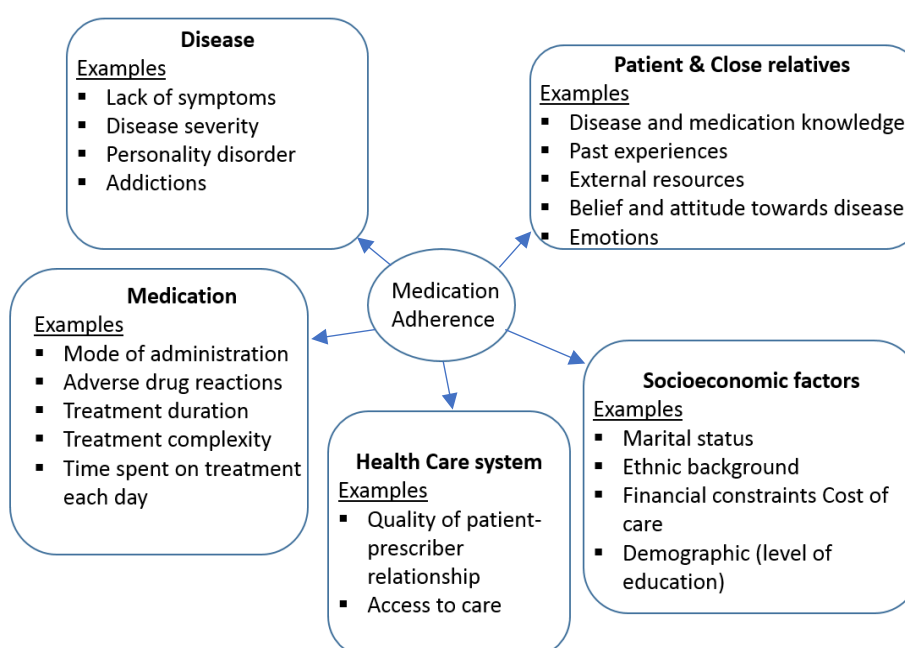 Disease
Examples
▪ Lack of symptoms
▪ Disease severity
▪ Personality disorder
▪ Addictions
Patient & Close relatives
Examples
▪ Disease and medication knowledge
▪ Past experiences
▪ External resources
▪ Belief and attitude towards disease
▪ Emotions
Medication
Adherence
Medication
Examples
▪ Mode of administration
▪ Adverse drug reactions
▪ Treatment duration
▪ Treatment complexity
▪ Time spent on treatment
each day
Health Care system
Examples
▪ Quality of patient-
prescriber
relationship
▪ Access to care
Socioeconomic factors
Examples
▪ Marital status
▪ Ethnic background
▪ Financial constraints Cost of
care
▪ Demographic (level of
education)